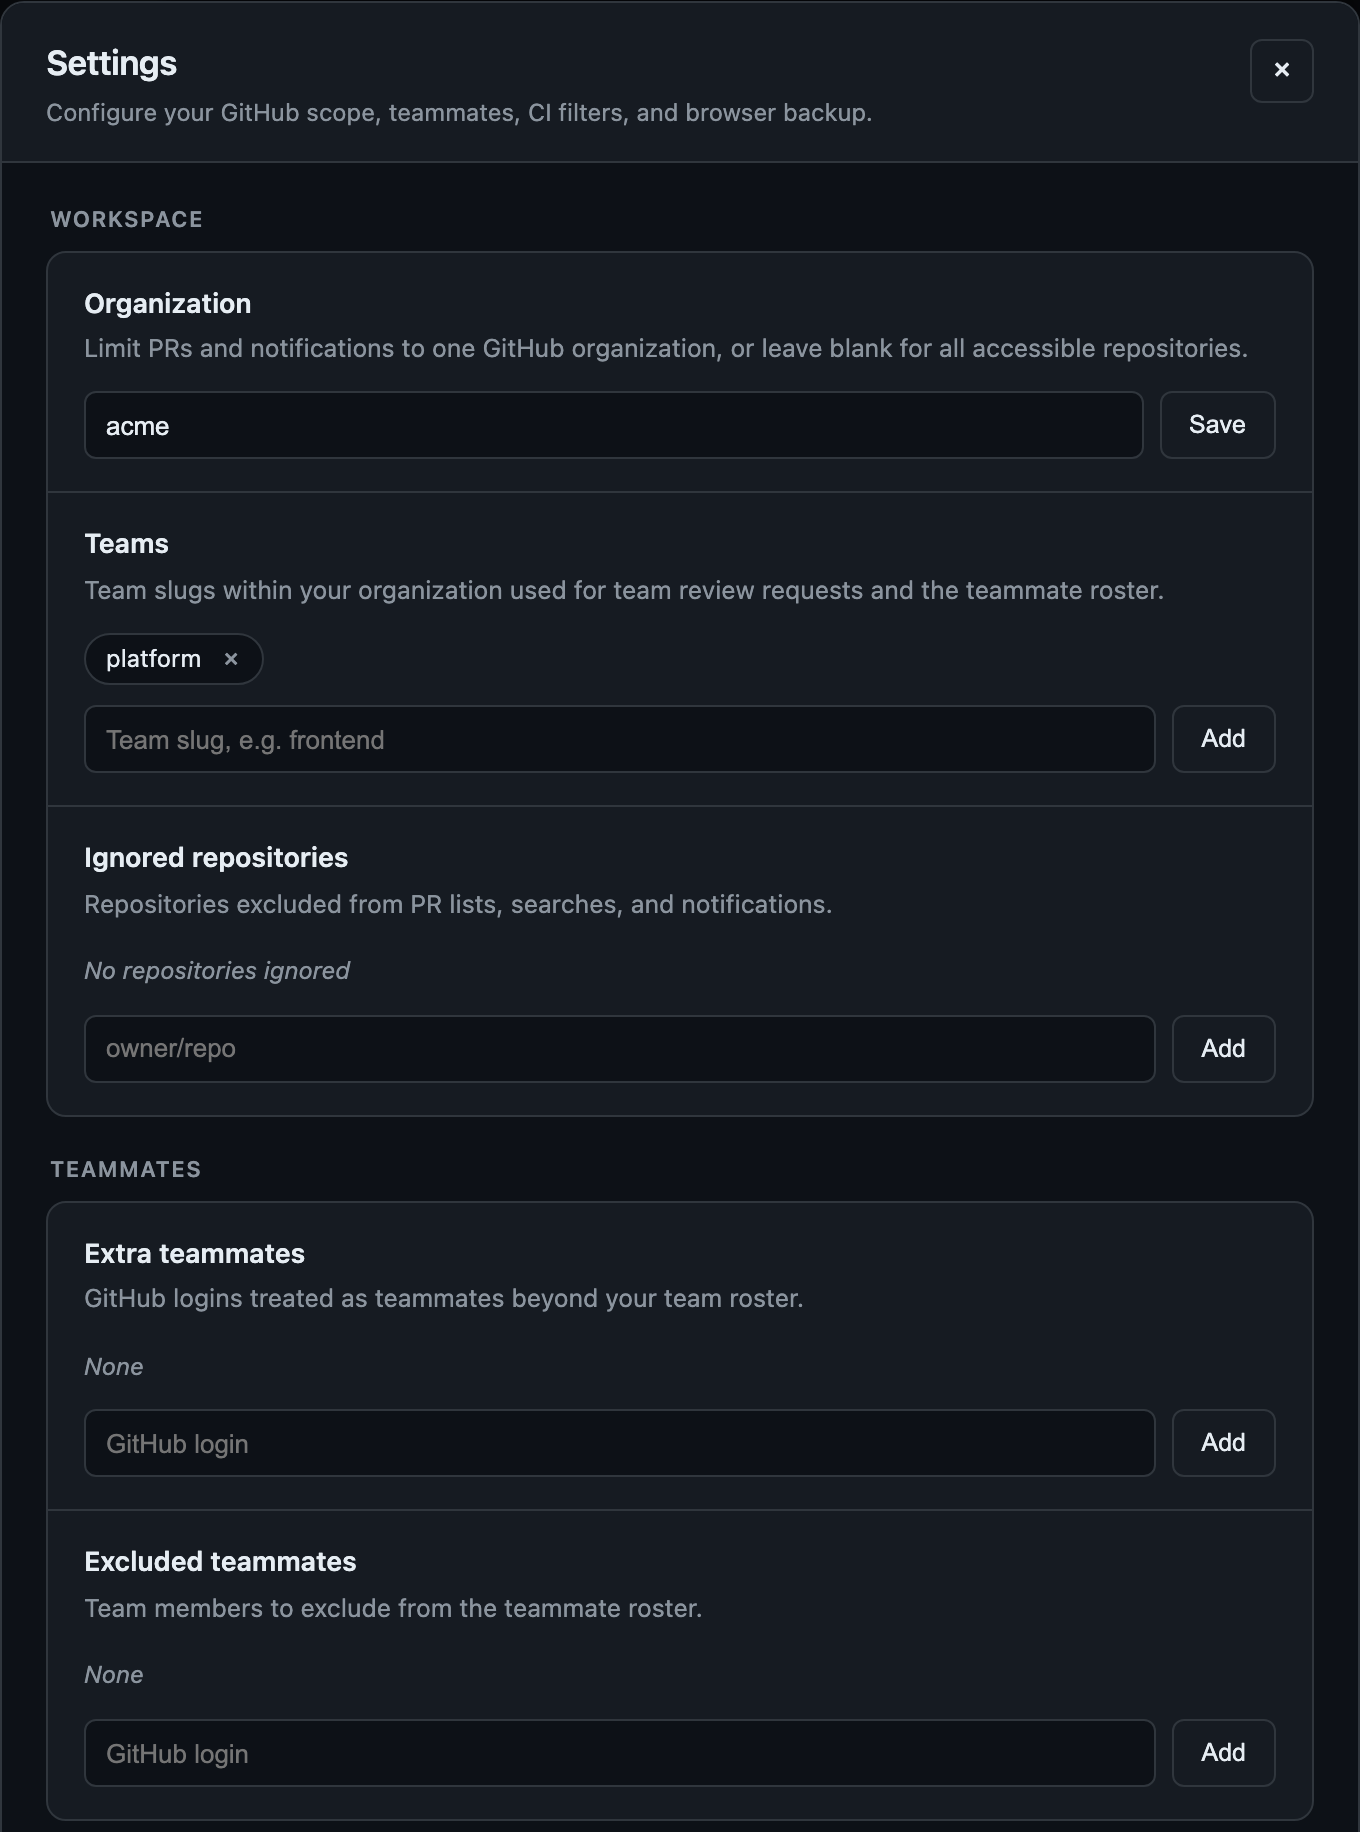 Settings
×
Configure your GitHub scope, teammates, CI filters, and browser backup.
WORKSPACE
Organization
Limit PRs and notifications to one GitHub organization, or leave blank for all accessible repositories.
acme
Save
Teams
Team slugs within your organization used for team review requests and the teammate roster.
platform ×
Team slug, e.g. frontend
Add
Ignored repositories
Repositories excluded from PR lists, searches, and notifications.
No repositories ignored
owner/repo
Add
TEAMMATES
Extra teammates
GitHub logins treated as teammates beyond your team roster.
None
GitHub login
Add
Excluded teammates
Team members to exclude from the teammate roster.
None
GitHub login
Add